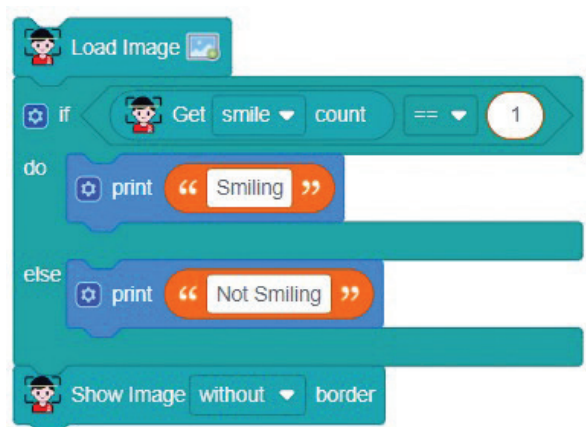 Load Image
if Get smile count == 1
do print “ Smiling ”
else print “ Not Smiling ”
Show Image without border